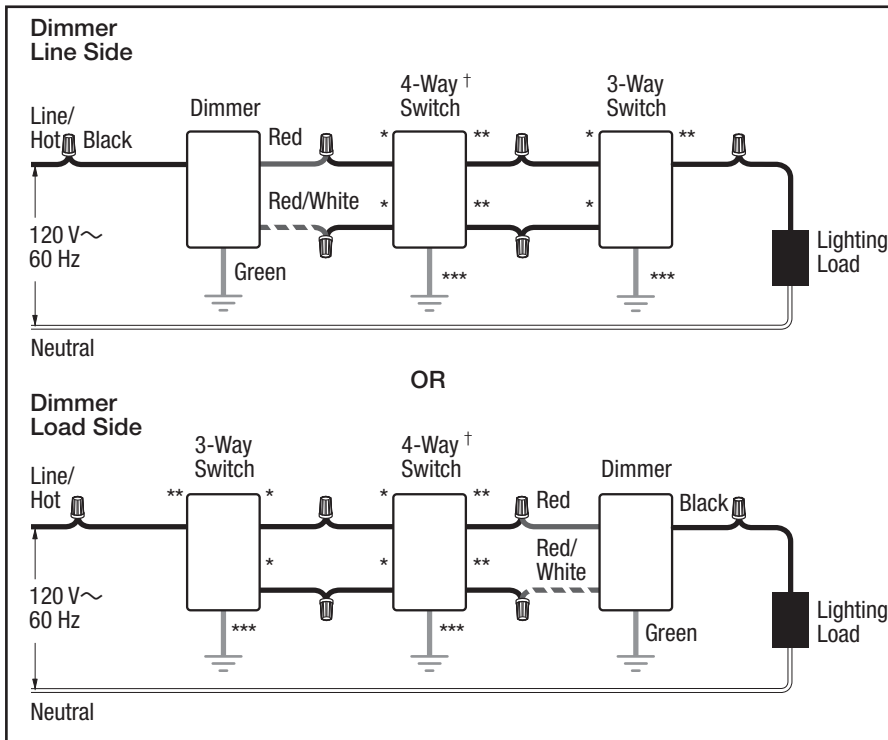 Dimmer
Line Side
4-Way †
Switch
3-Way
Switch
Dimmer
Line/
Hot
Black
Red
*
**
*
**
Red/White
*
**
*
120 V~
60 Hz
Green
***
***
Lighting
Load
Neutral
OR
Dimmer
Load Side
3-Way
Switch
4-Way †
Switch
Dimmer
Line/
Hot
**
*
*
**
Red
Black
*
*
**
Red/
White
120 V~
60 Hz
***
***
Green
Lighting
Load
Neutral